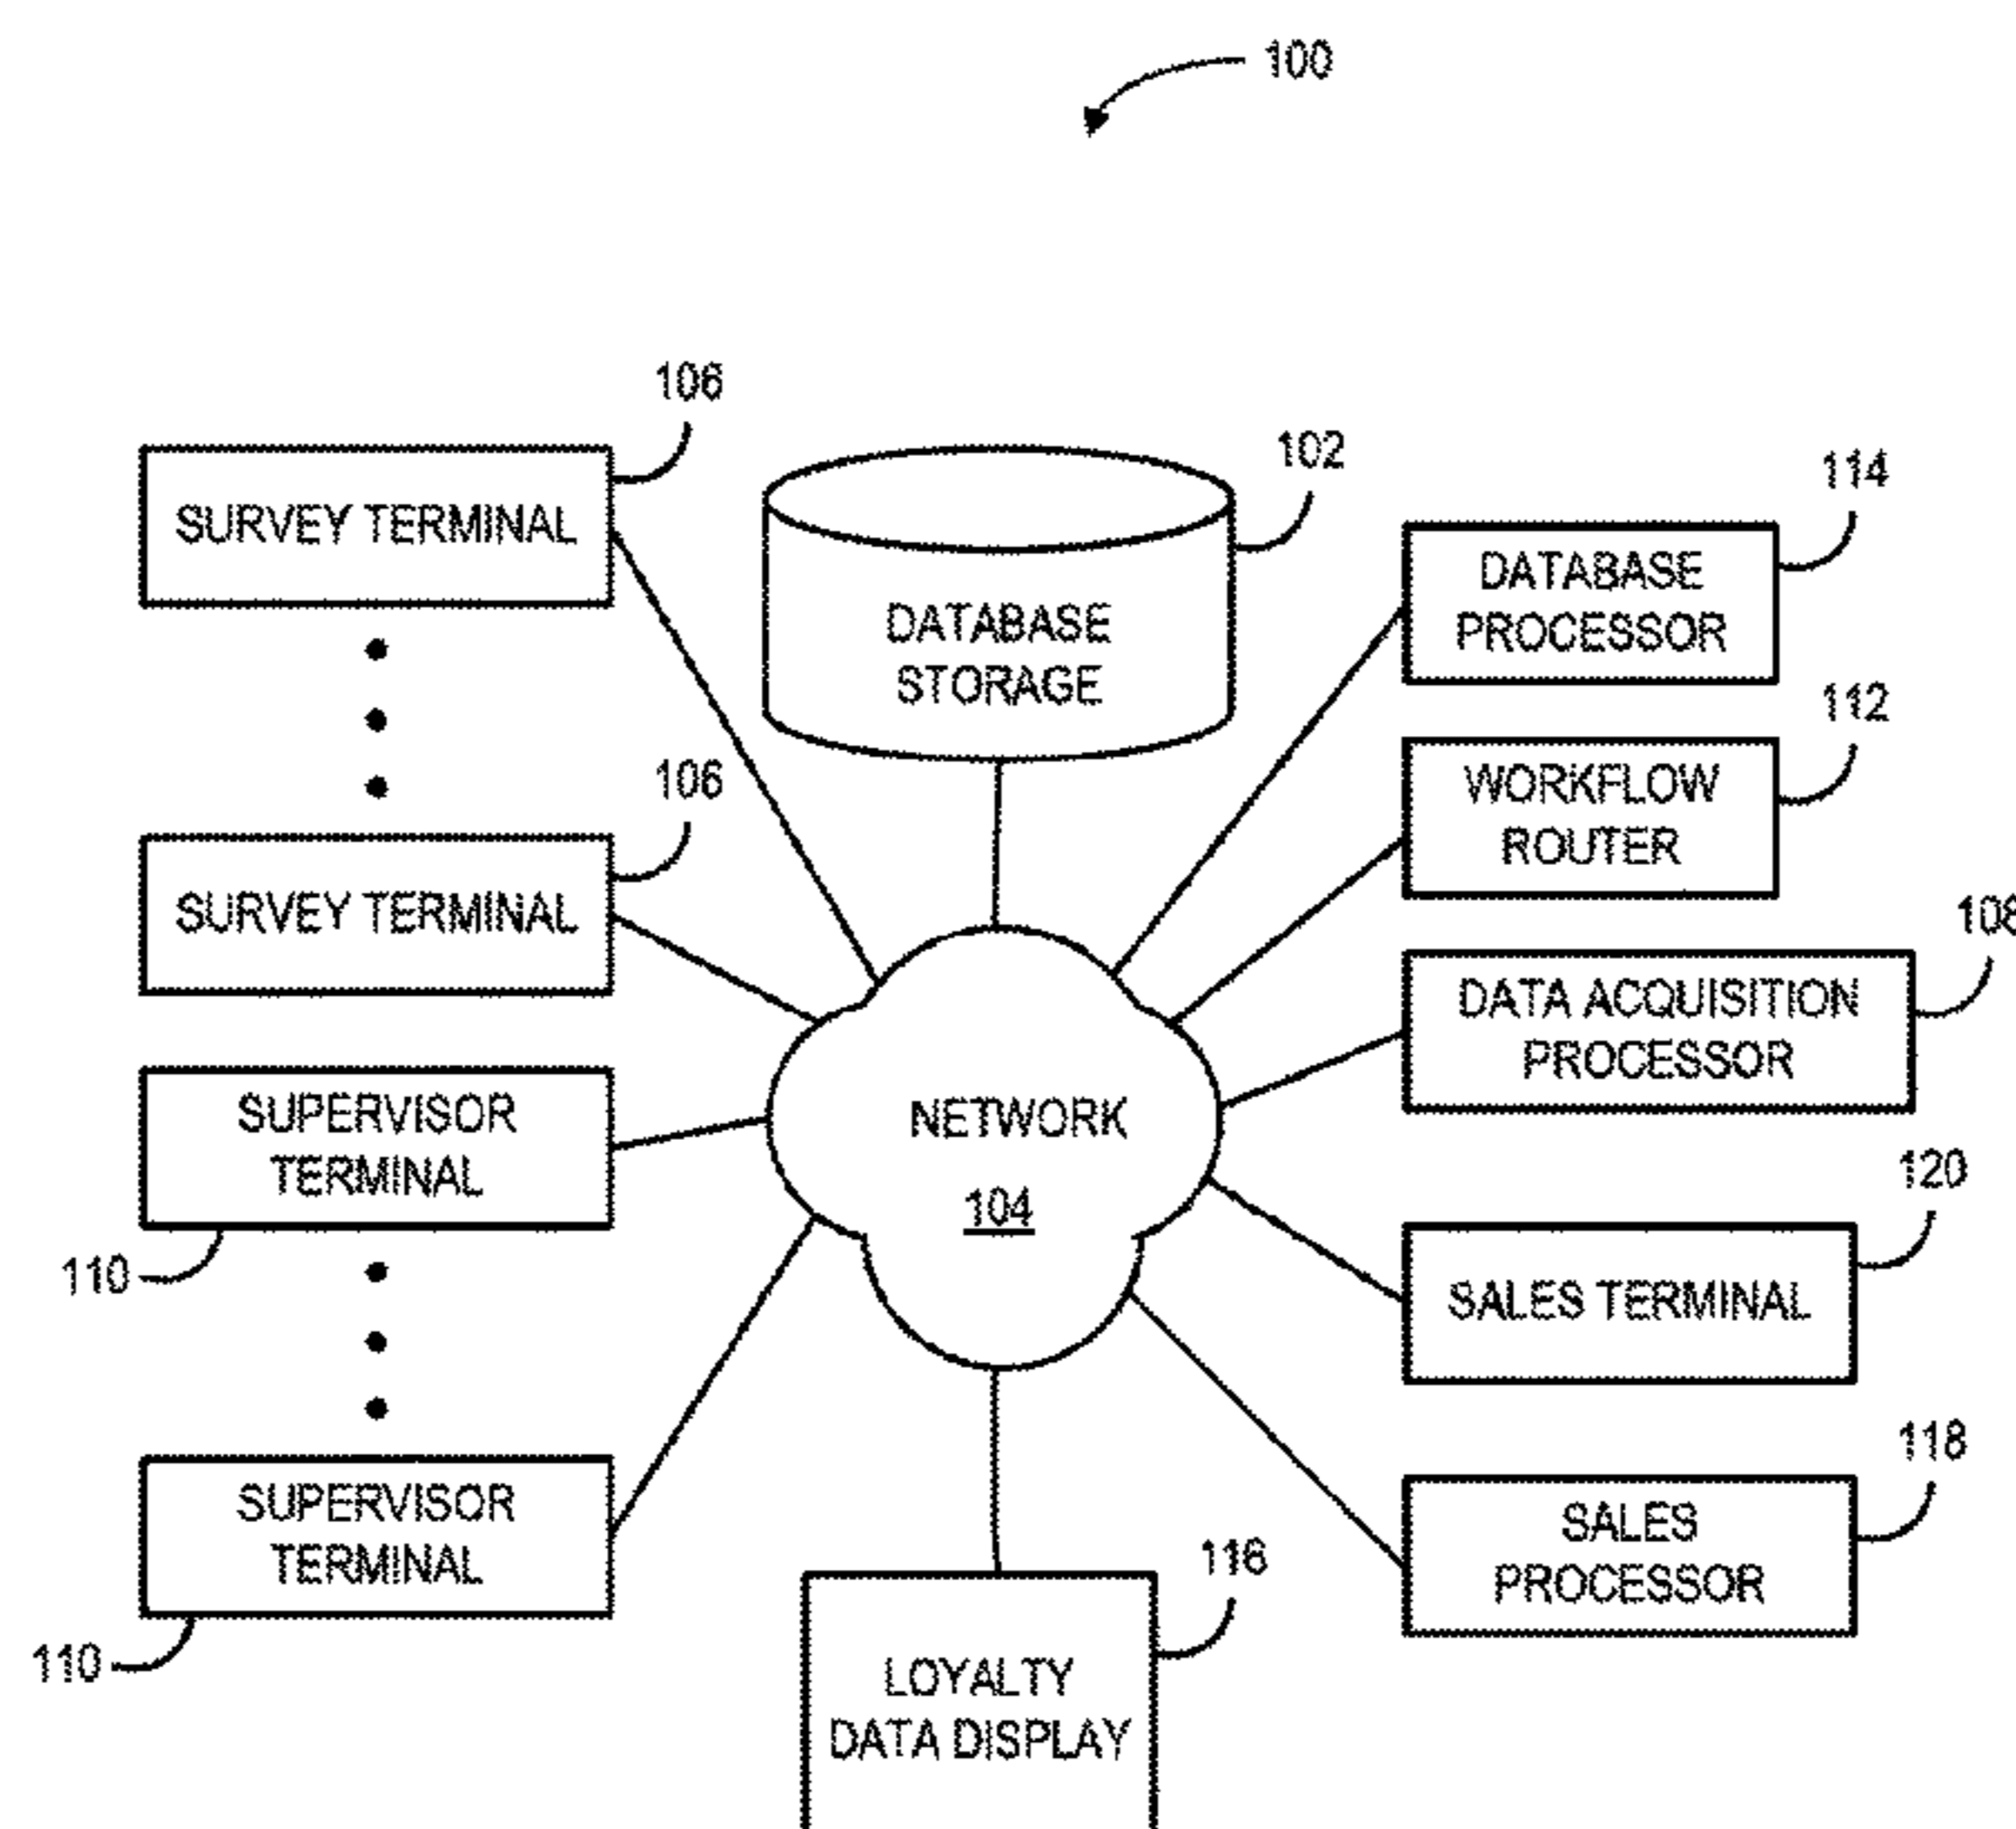 100
106
SURVEY TERMINAL
106
SURVEY TERMINAL
SUPERVISOR
TERMINAL
110
SUPERVISOR
TERMINAL
110
102
DATABASE
STORAGE
NETWORK
104
116
LOYALTY
DATA DISPLAY
114
DATABASE
PROCESSOR
112
WORKFLOW
ROUTER
108
DATA ACQUISITION
PROCESSOR
120
SALES TERMINAL
118
SALES
PROCESSOR